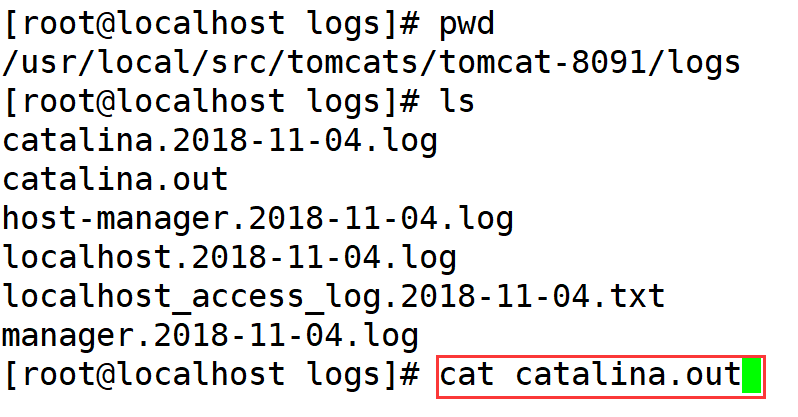 [root@localhost logs]# pwd
/usr/local/src/tomcats/tomcat-8091/logs
[root@localhost logs]# ls
catalina.2018-11-04.log
catalina.out
host-manager.2018-11-04.log
localhost.2018-11-04.log
localhost_access_log.2018-11-04.txt
manager.2018-11-04.log
[root@localhost logs]# cat catalina.out